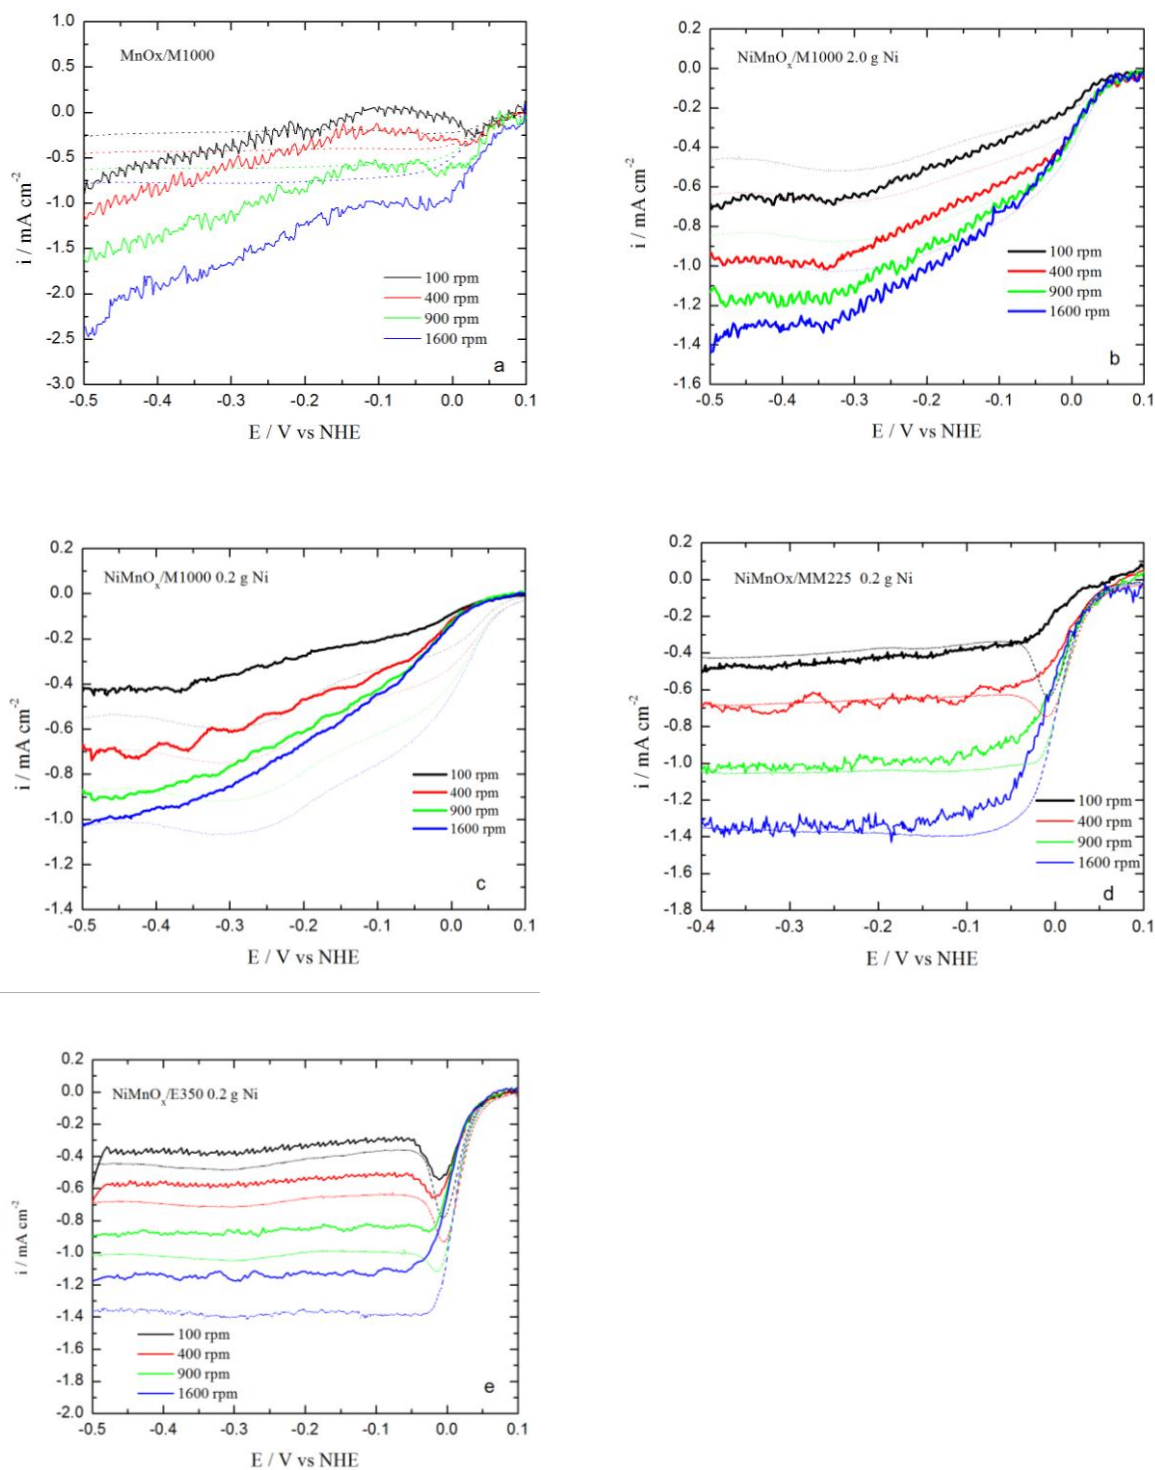 1.0
0.5
0.0
-0.5
-1.0
-1.5
-2.0
-2.5
-3.0
MnOx/M1000
i / mA cm-2
100 rpm
400 rpm
900 rpm
1600 rpm
a
-0.5 -0.4 -0.3 -0.2 -0.1 0.0 0.1
E / V vs NHE
0.0
-0.2
-0.4
-0.6
-0.8
-1.0
-1.2
-1.4
-1.6
NiMnOx/M1000 2.0 g Ni
i / mA cm-2
100 rpm
400 rpm
900 rpm
1600 rpm
b
-0.5 -0.4 -0.3 -0.2 -0.1 0.0 0.1
E / V vs NHE
0.2
0.0
-0.2
-0.4
-0.6
-0.8
-1.0
-1.2
-1.4
NiMnOx/M1000 0.2 g Ni
i / mA cm-2
100 rpm
400 rpm
900 rpm
1600 rpm
c
-0.5 -0.4 -0.3 -0.2 -0.1 0.0 0.1
E / V vs NHE
0.2
0.0
-0.2
-0.4
-0.6
-0.8
-1.0
-1.2
-1.4
-1.6
-1.8
NiMnOx/MM225 0.2 g Ni
i / mA cm-2
100 rpm
400 rpm
900 rpm
1600 rpm
d
-0.4 -0.3 -0.2 -0.1 0.0 0.1
E / V vs NHE
0.2
0.0
-0.2
-0.4
-0.6
-0.8
-1.0
-1.2
-1.4
-1.6
-1.8
-2.0
NiMnOx/E350 0.2 g Ni
i / mA cm-2
100 rpm
400 rpm
900 rpm
1600 rpm
e
-0.5 -0.4 -0.3 -0.2 -0.1 0.0 0.1
E / V vs NHE